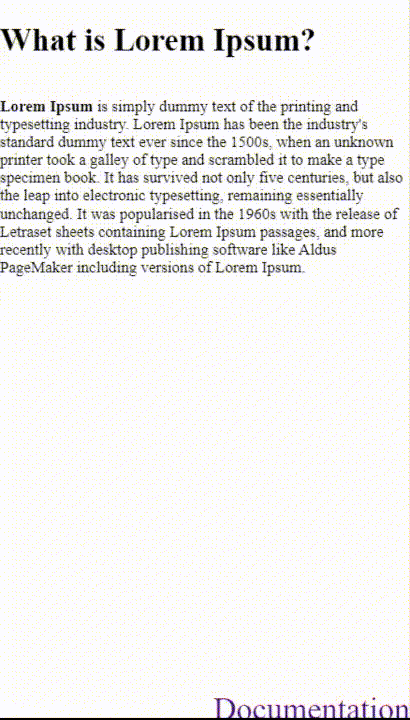 What is Lorem Ipsum?
Lorem Ipsum is simply dummy text of the printing and
typesetting industry. Lorem Ipsum has been the industry's
standard dummy text ever since the 1500s, when an unknown
printer took a galley of type and scrambled it to make a type
specimen book. It has survived not only five centuries, but also
the leap into electronic typesetting, remaining essentially
unchanged. It was popularised in the 1960s with the release of
Letraset sheets containing Lorem Ipsum passages, and more
recently with desktop publishing software like Aldus
PageMaker including versions of Lorem Ipsum.
Documentation